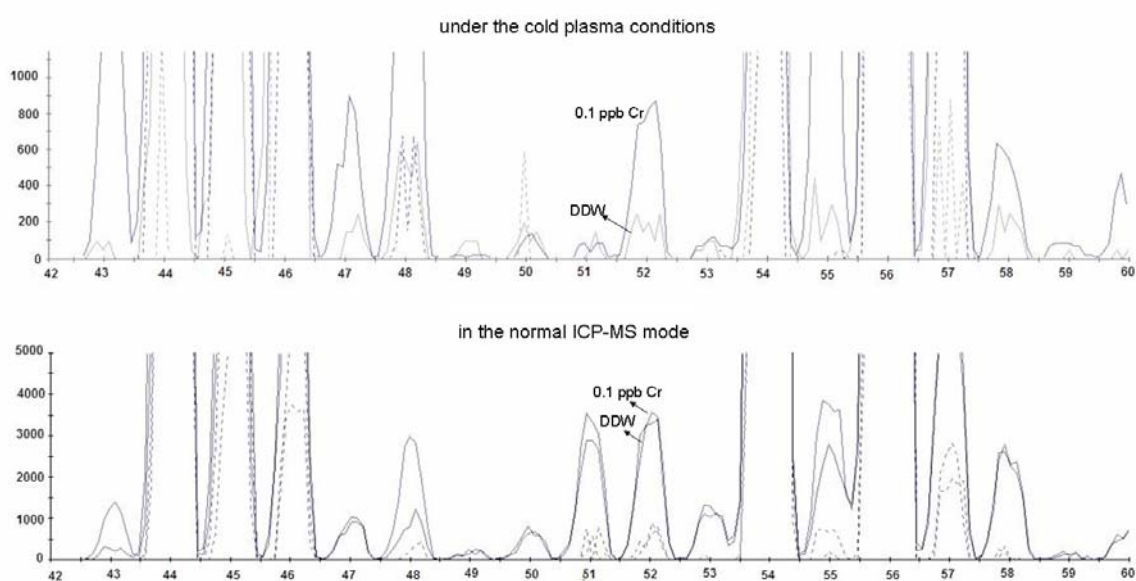 under the cold plasma conditions
1000
800
600
400
200
0
0.1 ppb Cr
DDW
42 43 44 45 46 47 48 49 50 51 52 53 54 55 56 57 58 59 60
in the normal ICP-MS mode
5000
4000
3000
2000
1000
0
0.1 ppb Cr
DDW
42 43 44 45 46 47 48 49 50 51 52 53 54 55 56 57 58 59 60